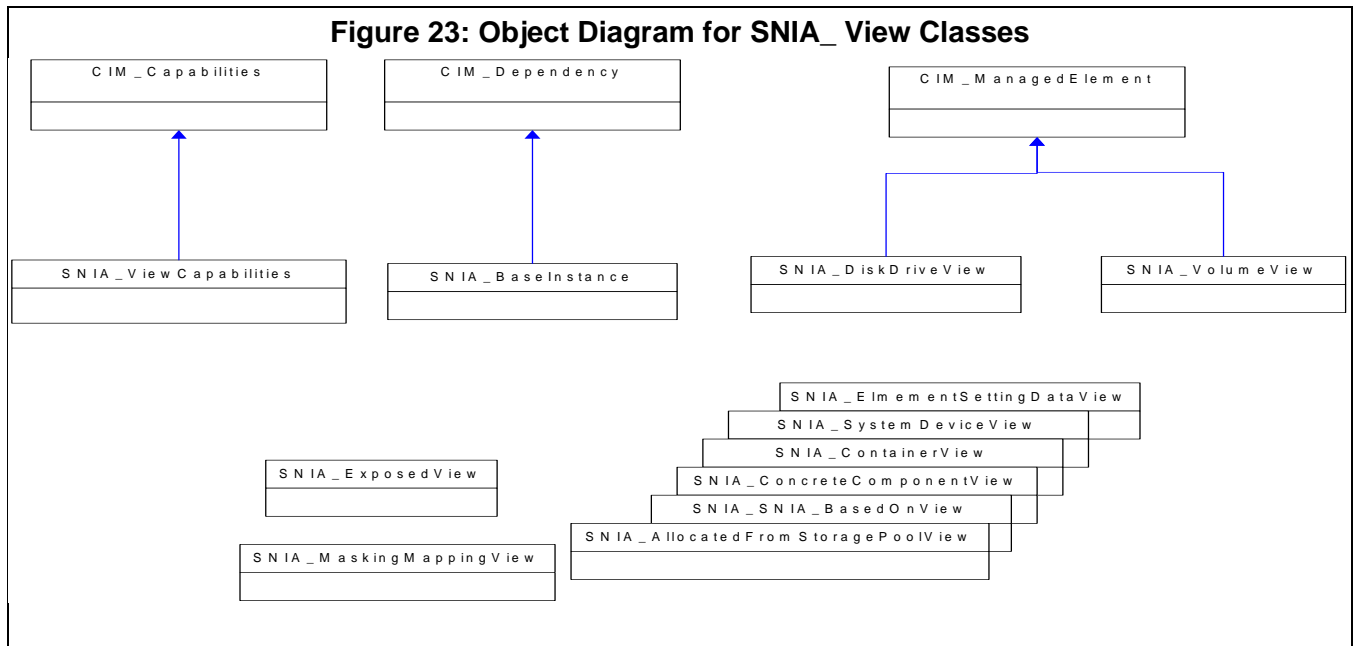 Figure 23: Object Diagram for SNIA_ View Classes
CIM_Capabilities
CIM_Dependency
CIM_ManagedElement
SNIA_ViewCapabilities
SNIA_BaseInstance
SNIA_DiskDriveView
SNIA_VolumeView
SNIA_ElmementSettingDataView
SNIA_SystemDeviceView
SNIA_ContainerView
SNIA_ExposedView
SNIA_ConcreteComponentView
SNIA_SNIA_BasedOnView
SNIA_AllocatedFromStoragePoolView
SNIA_MaskingMappingView